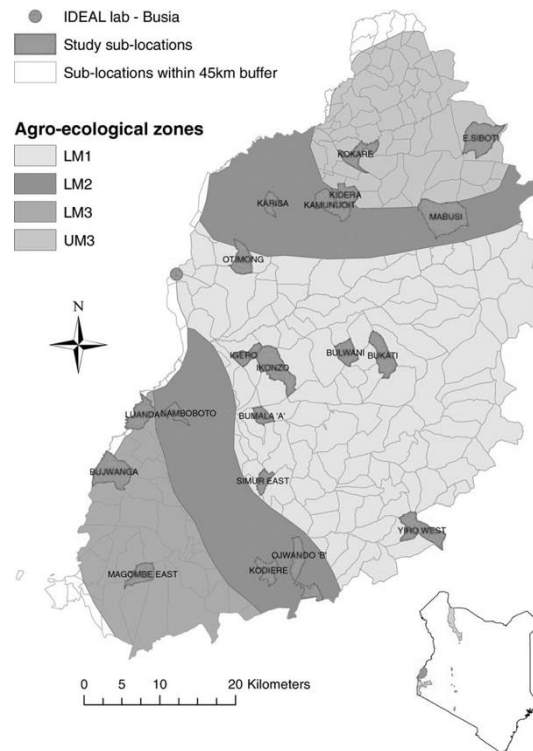 IDEAL lab - Busia
Study sub-locations
Sub-locations within 45km buffer
Agro-ecological zones
LM1
LM2
LM3
UM3
E.SIBOTI
KOKARE
KIDERA
KARISA
KAMUNUOIT
MABUSI
OTIMONG
N
IGERO
BULWANI
BUKATI
IKONZO
LUANDA
NAMBOBOTO
BUMALA 'A'
BUJWANGA
SIMUR EAST
YIRO WEST
OJWANDO 'B'
KODIERE
MAGOMBE EAST
0 5 10 20 Kilometers